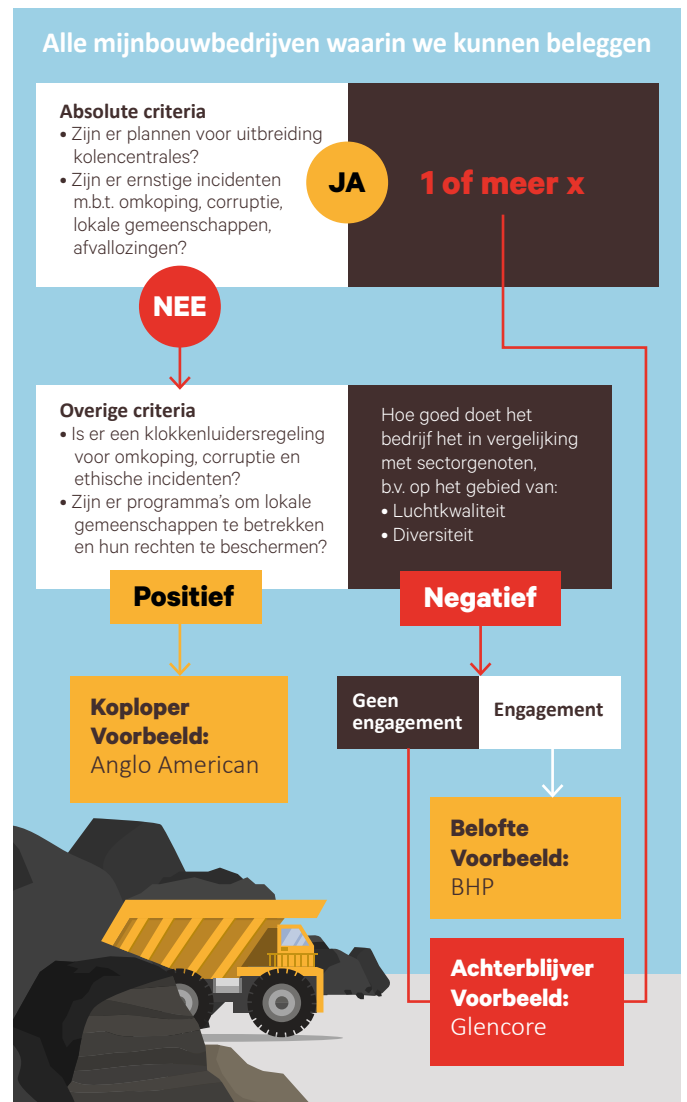 Alle mijnbouwbedrijven waarin we kunnen beleggen
Absolute criteria
• Zijn er plannen voor uitbreiding
kolencentrales?
• Zijn er ernstige incidenten
m.b.t. omkoping, corruptie,
lokale gemeenschappen,
afvallozingen?
JA
1 of meer x
NEE
Overige criteria
• Is er een klokkenluidersregeling
voor omkoping, corruptie en
ethische incidenten?
• Zijn er programma's om lokale
gemeenschappen te betrekken
en hun rechten te beschermen?
Hoe goed doet het
bedrijf het in vergelijking
met sectorgenoten,
b.v. op het gebied van:
• Luchtkwaliteit
• Diversiteit
Positief
Negatief
Koploper
Voorbeeld:
Anglo American
Geen
engagement
Engagement
Belofte
Voorbeeld:
BHP
Achterblijver
Voorbeeld:
Glencore